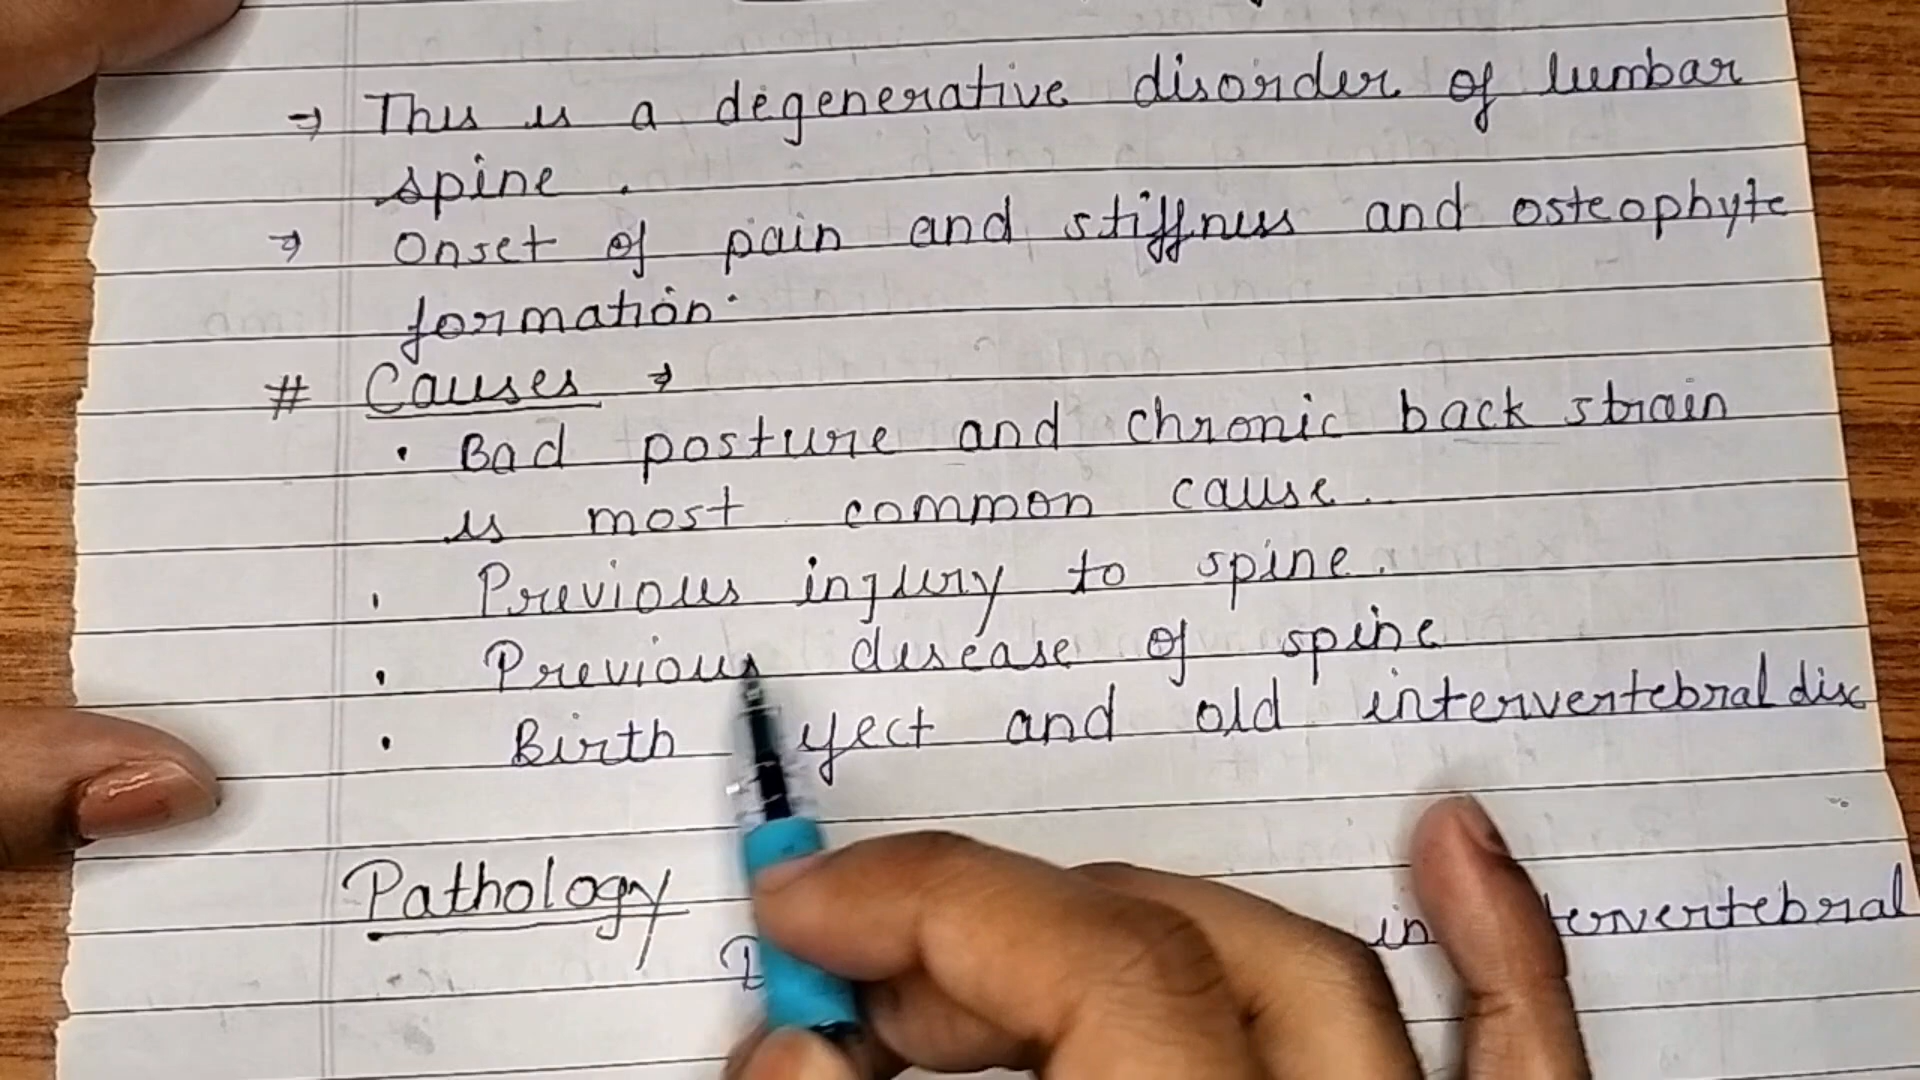 → This is a degenerative disorder of lumbar
spine.
→ Onset of pain and stiffness and osteophyte
formation.
# Causes →
• Bad posture and chronic back strain
is most common cause.
• Previous injury to spine.
• Previous disease of spine
• Birth and old intervertebral disc
Pathology
intervertebral